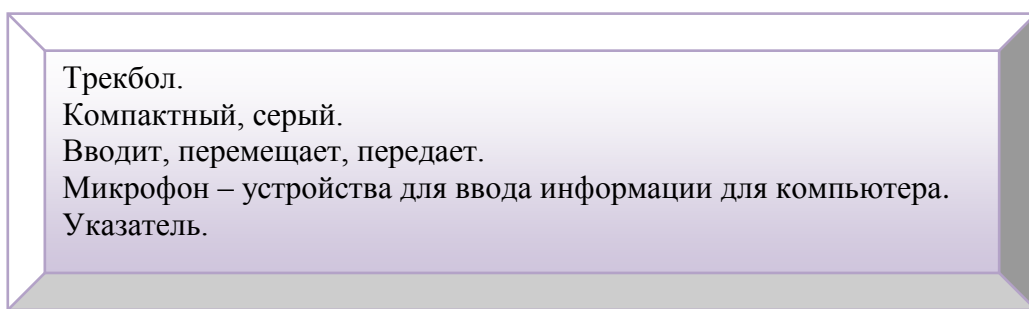 Трекбол.
Компактный, серый.
Вводит, перемещает, передает.
Микрофон – устройства для ввода информации для компьютера.
Указатель.